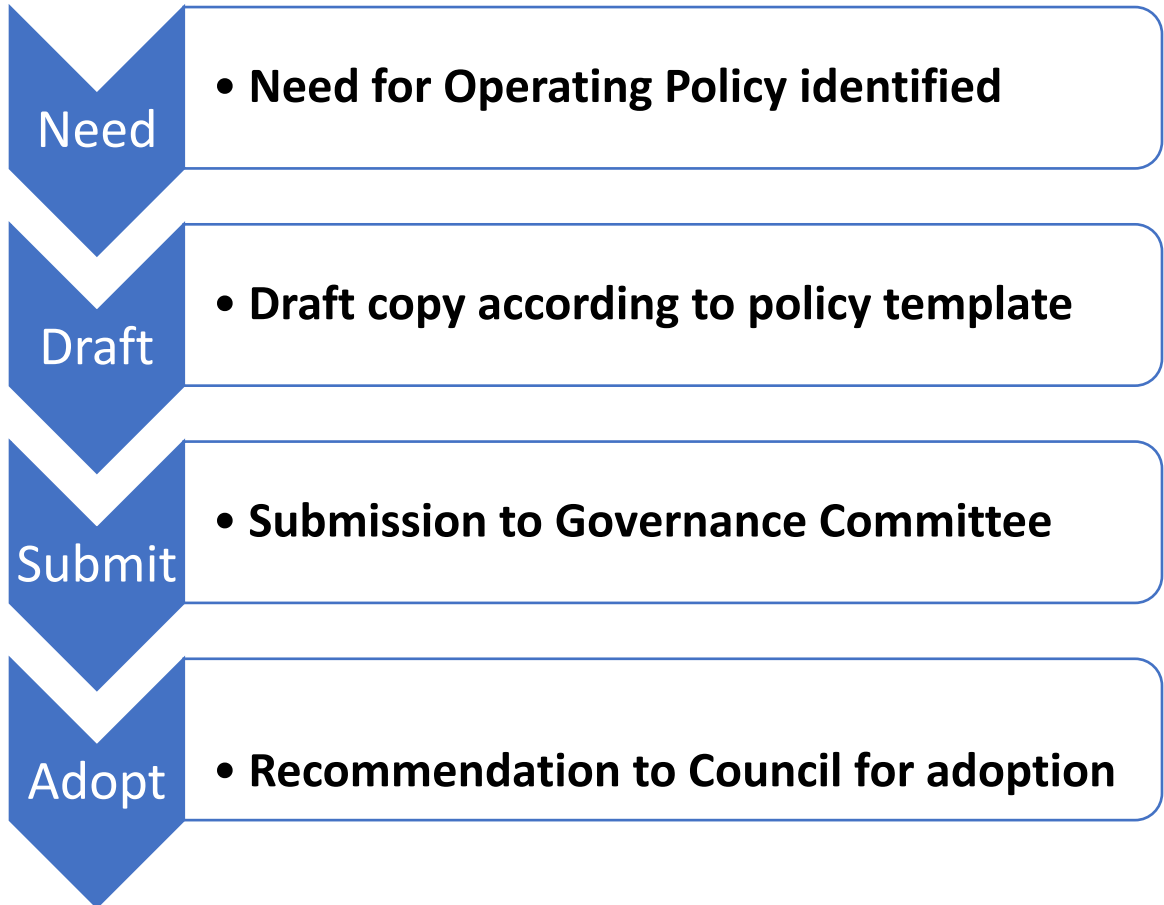 Need
• Need for Operating Policy identified
Draft
• Draft copy according to policy template
Submit
• Submission to Governance Committee
Adopt
• Recommendation to Council for adoption